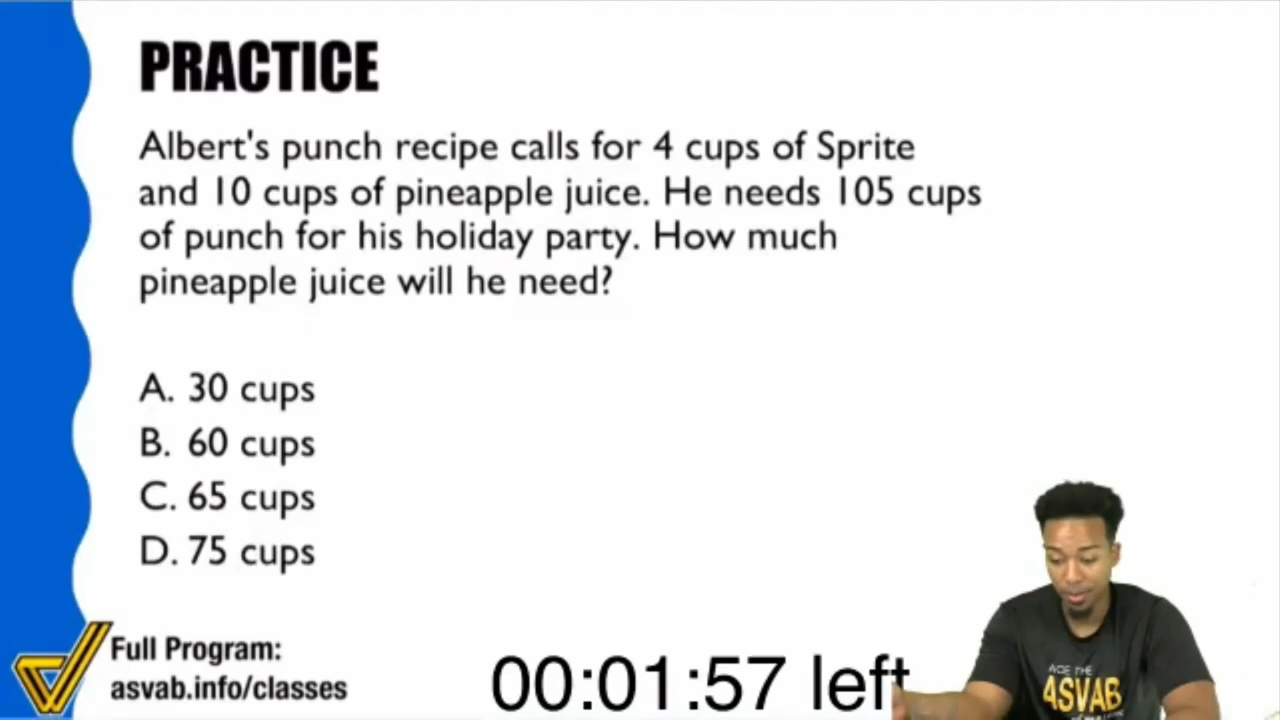 PRACTICE
Albert's punch recipe calls for 4 cups of Sprite
and 10 cups of pineapple juice. He needs 105 cups
of punch for his holiday party. How much
pineapple juice will he need?
A. 30 cups
B. 60 cups
C. 65 cups
D. 75 cups
Full Program:
asvab.info/classes
00:01:57 left
ACE THE
ASVAB